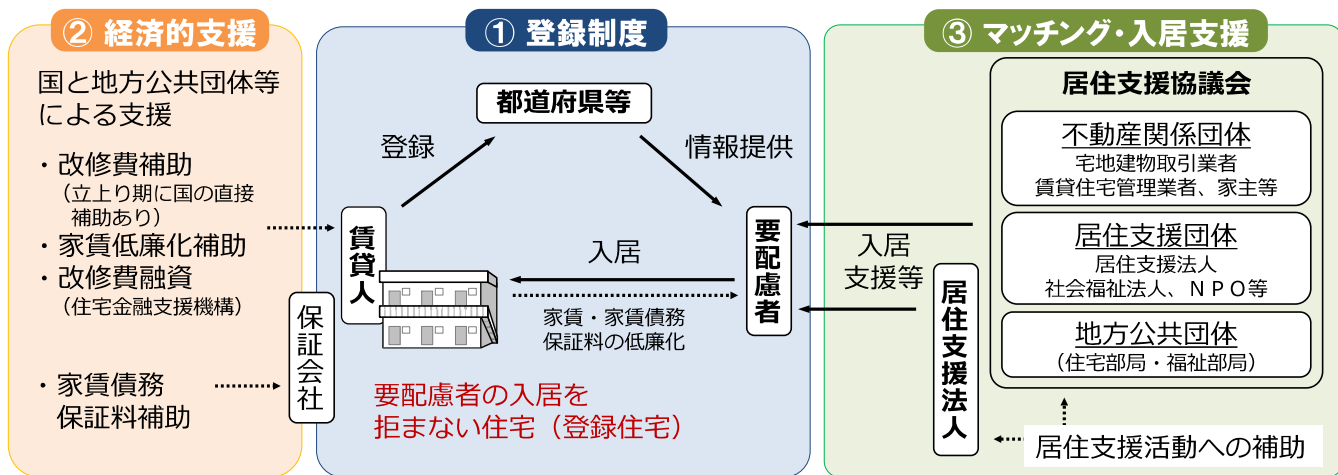 ② 経済的支援
国と地方公共団体等
による支援
・改修費補助
（立上り期に国の直接
補助あり）
・家賃低廉化補助
・改修費融資
（住宅金融支援機構）
・家賃債務
保証料補助
保証会社
① 登録制度
都道府県等
登録
情報提供
賃貸人
要配慮者
入居
家賃・家賃債務
保証料の低廉化
要配慮者の入居を
拒まない住宅（登録住宅）
③ マッチング・入居支援
居住支援協議会
不動産関係団体
宅地建物取引業者
賃貸住宅管理業者、家主等
居住支援団体
居住支援法人
社会福祉法人、ＮＰＯ等
地方公共団体
（住宅部局・福祉部局）
入居
支援等
居住支援法人
居住支援活動への補助